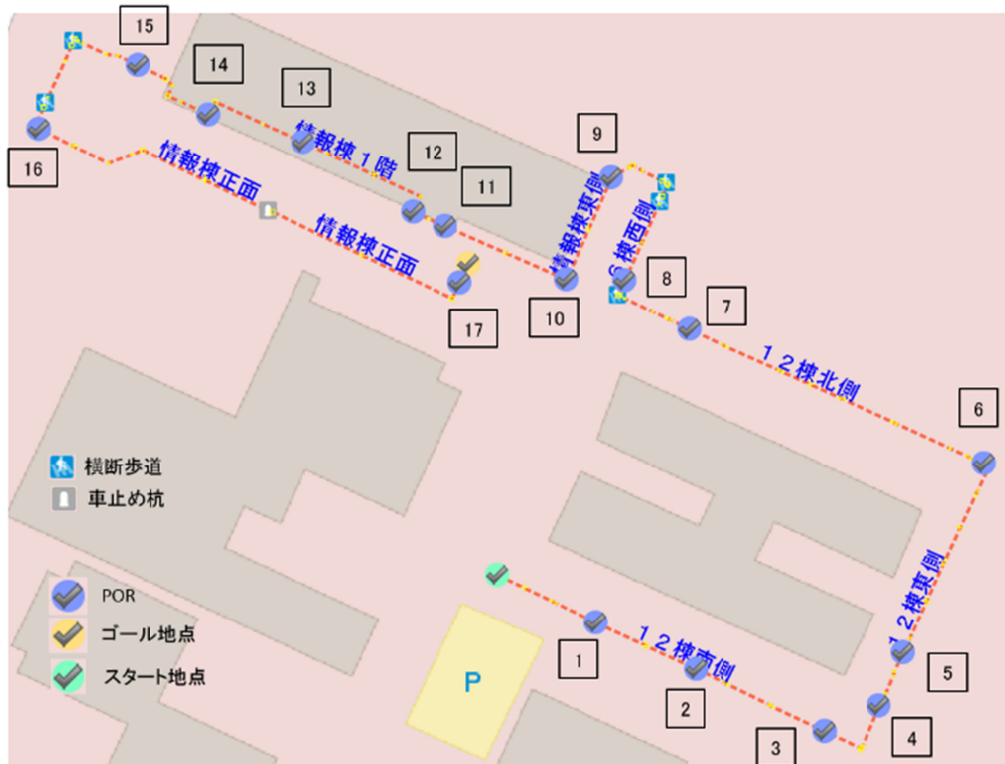 15
14
13
12
11
9
16
情報棟1階
情報棟正面
情報棟正面
情報棟東側
6棟西側
8
7
10
17
12棟北側
6
横断歩道
車止め杭
POR
ゴール地点
スタート地点
12棟東側
12棟南側
1
2
3
4
5
P